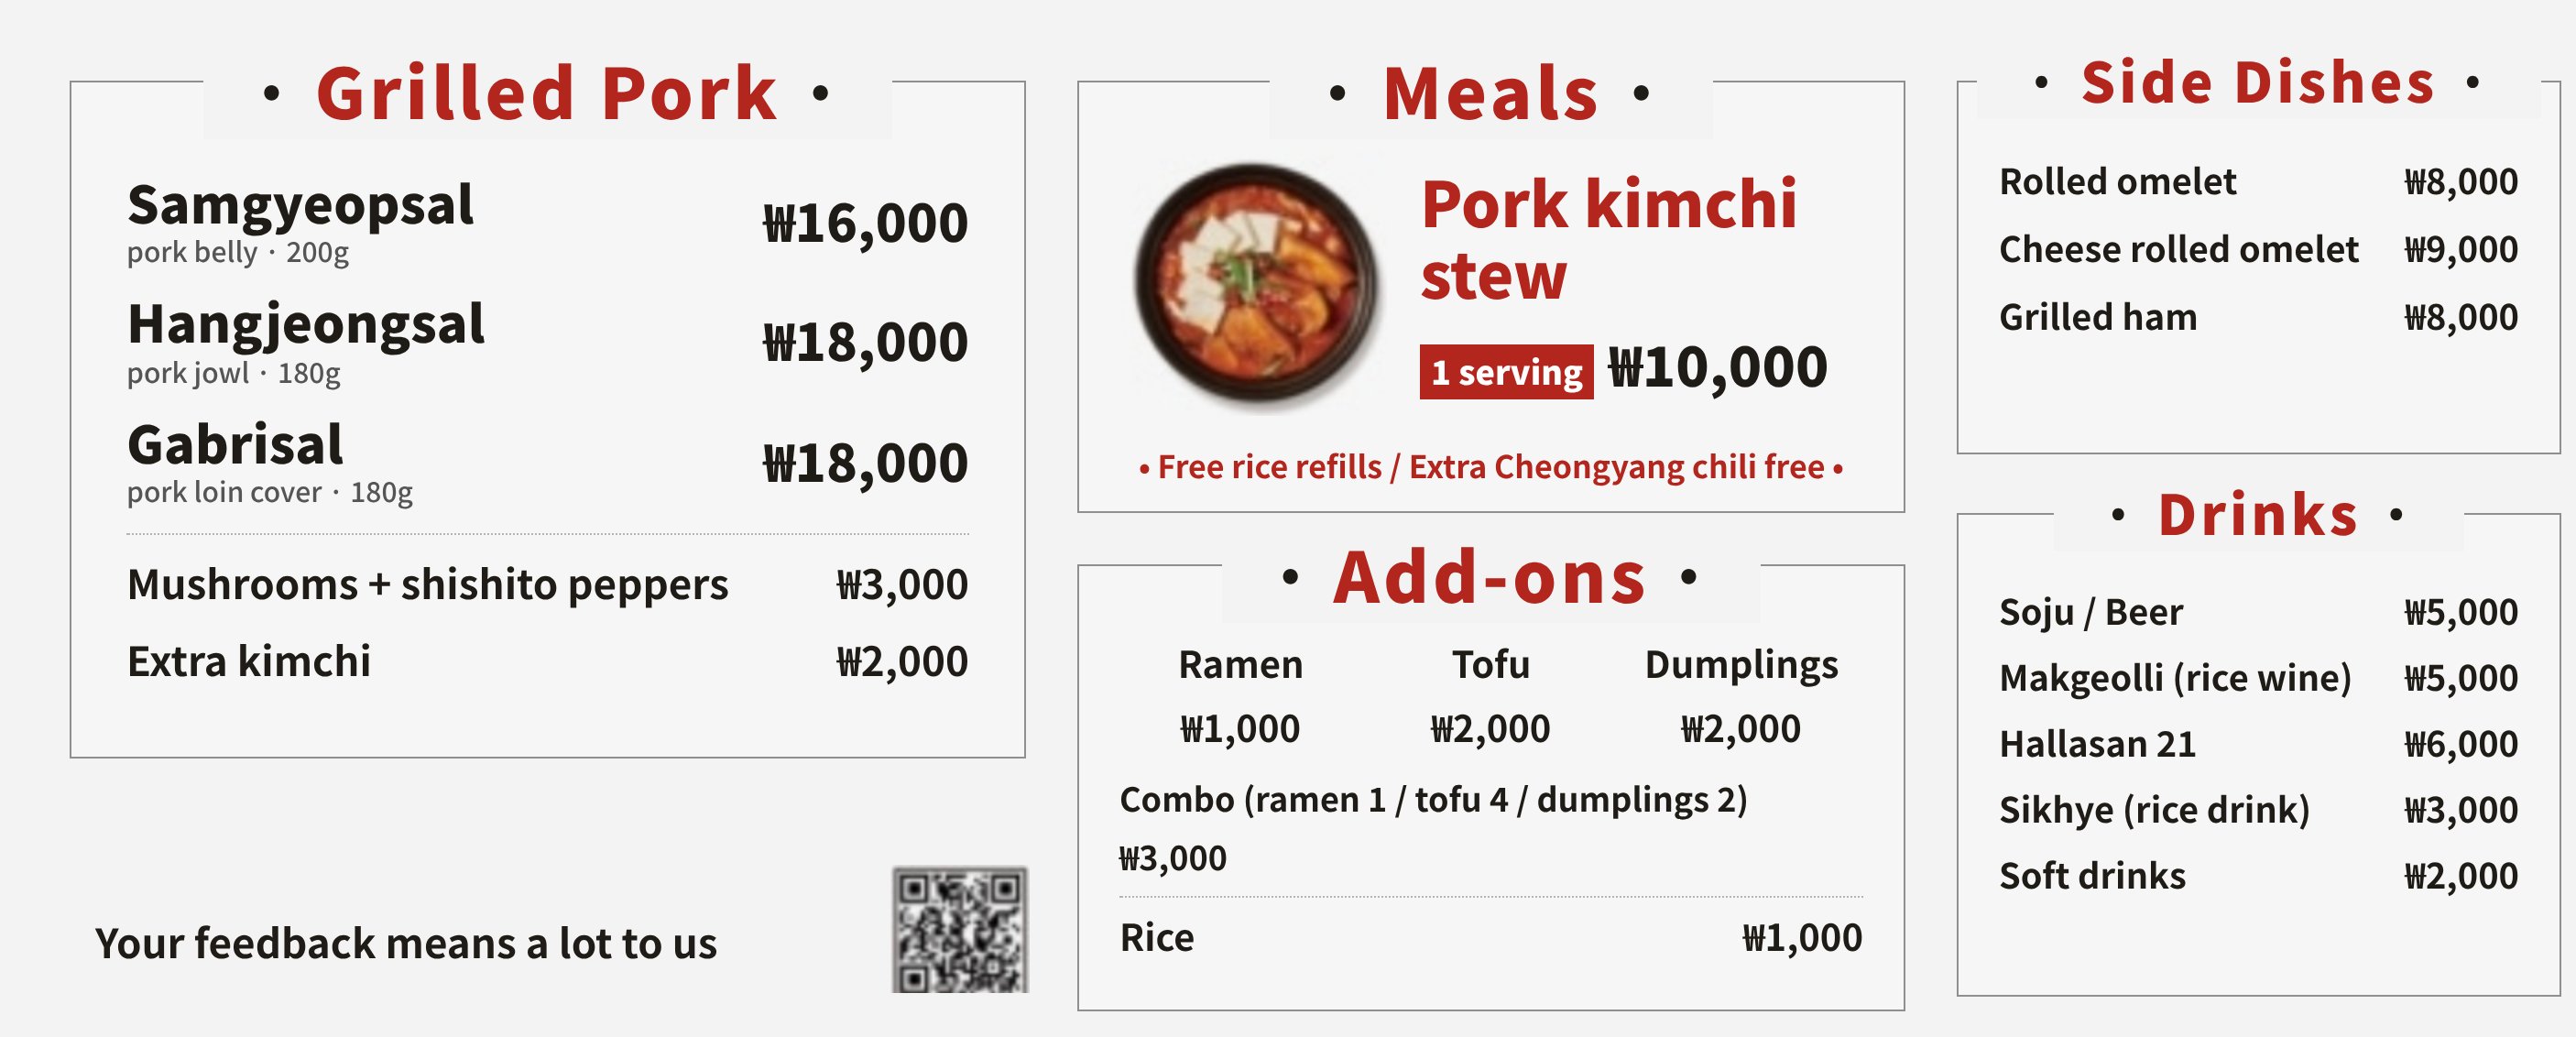 • Grilled Pork •
Samgyeopsal ₩16,000
pork belly · 200g
Hangjeongsal ₩18,000
pork jowl · 180g
Gabrisal ₩18,000
pork loin cover · 180g
Mushrooms + shishito peppers ₩3,000
Extra kimchi ₩2,000
Your feedback means a lot to us
• Meals •
Pork kimchi
stew
1 serving ₩10,000
• Free rice refills / Extra Cheongyang chili free •
• Add-ons •
Ramen Tofu Dumplings
₩1,000 ₩2,000 ₩2,000
Combo (ramen 1 / tofu 4 / dumplings 2)
₩3,000
Rice ₩1,000
• Side Dishes •
Rolled omelet ₩8,000
Cheese rolled omelet ₩9,000
Grilled ham ₩8,000
• Drinks •
Soju / Beer ₩5,000
Makgeolli (rice wine) ₩5,000
Hallasan 21 ₩6,000
Sikhye (rice drink) ₩3,000
Soft drinks ₩2,000